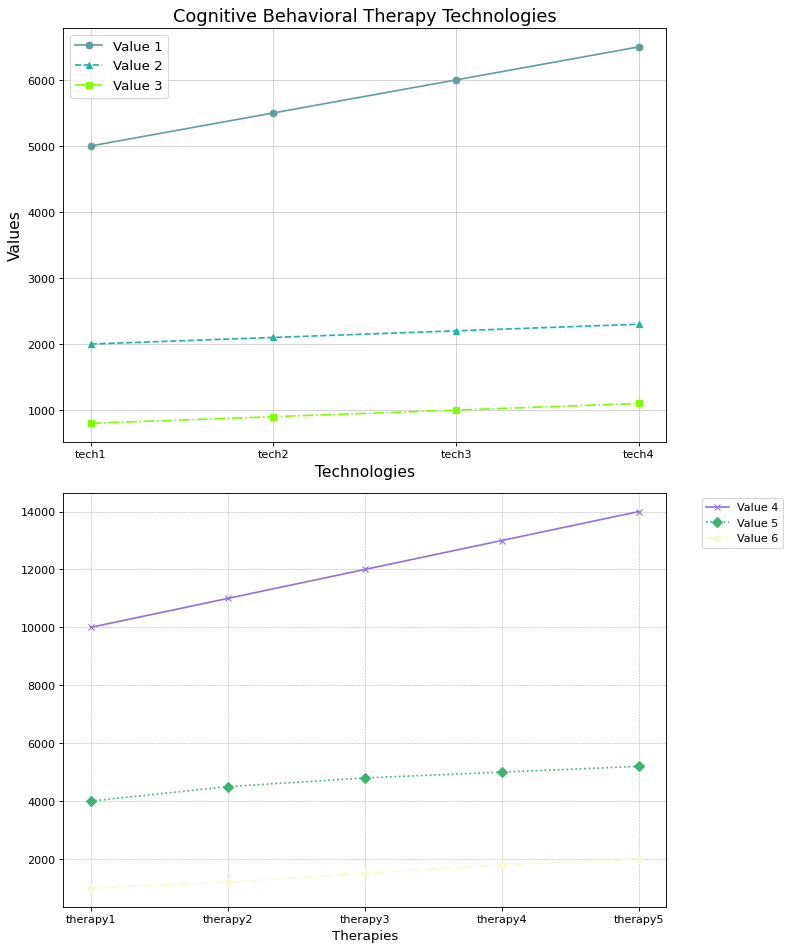 Cognitive Behavioral Therapy Technologies
Value 1
Value 2
Value 3
Values
6000
5000
4000
3000
2000
1000
tech1 tech2 tech3 tech4
Technologies
Value 4
Value 5
Value 6
14000
12000
10000
8000
6000
4000
2000
therapy1 therapy2 therapy3 therapy4 therapy5
Therapies